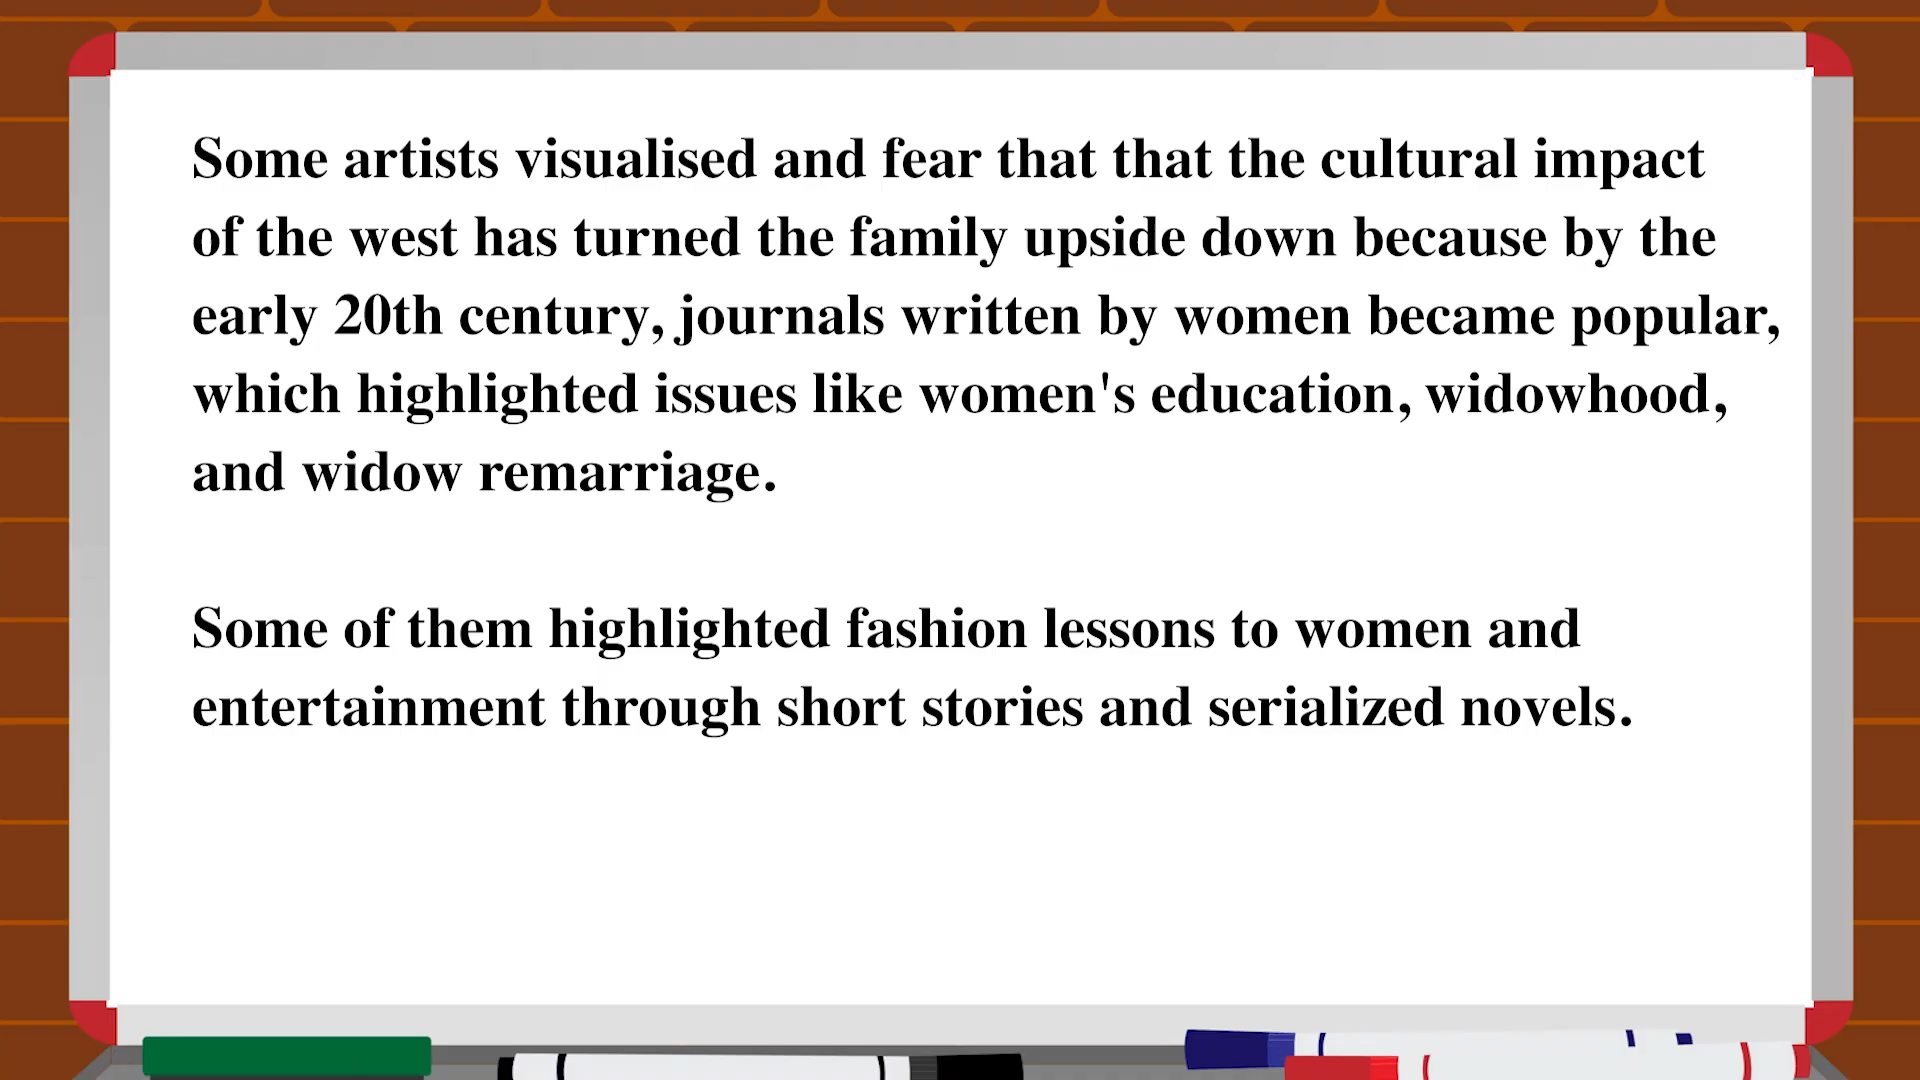 Some artists visualised and fear that that the cultural impact
of the west has turned the family upside down because by the
early 20th century, journals written by women became popular,
which highlighted issues like women's education, widowhood,
and widow remarriage.
Some of them highlighted fashion lessons to women and
entertainment through short stories and serialized novels.